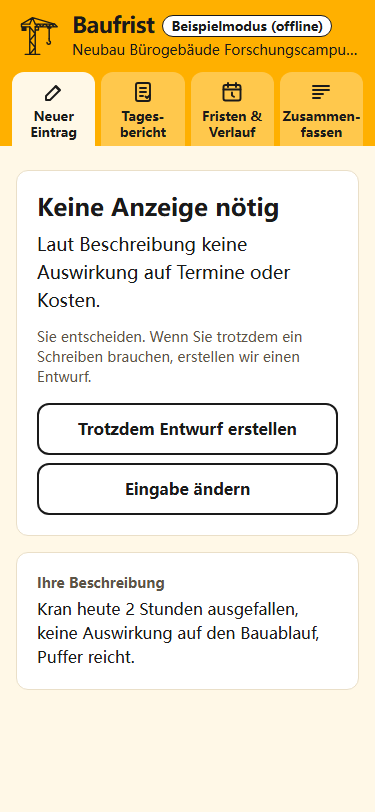 Baufrist Beispielmodus (offline)
Neubau Bürogebäude Forschungscampu...
Neuer
Eintrag
Tages-
bericht
Fristen &
Verlauf
Zusammen-
fassen
Keine Anzeige nötig
Laut Beschreibung keine
Auswirkung auf Termine oder
Kosten.
Sie entscheiden. Wenn Sie trotzdem ein
Schreiben brauchen, erstellen wir einen
Entwurf.
Trotzdem Entwurf erstellen
Eingabe ändern
Ihre Beschreibung
Kran heute 2 Stunden ausgefallen,
keine Auswirkung auf den Bauablauf,
Puffer reicht.